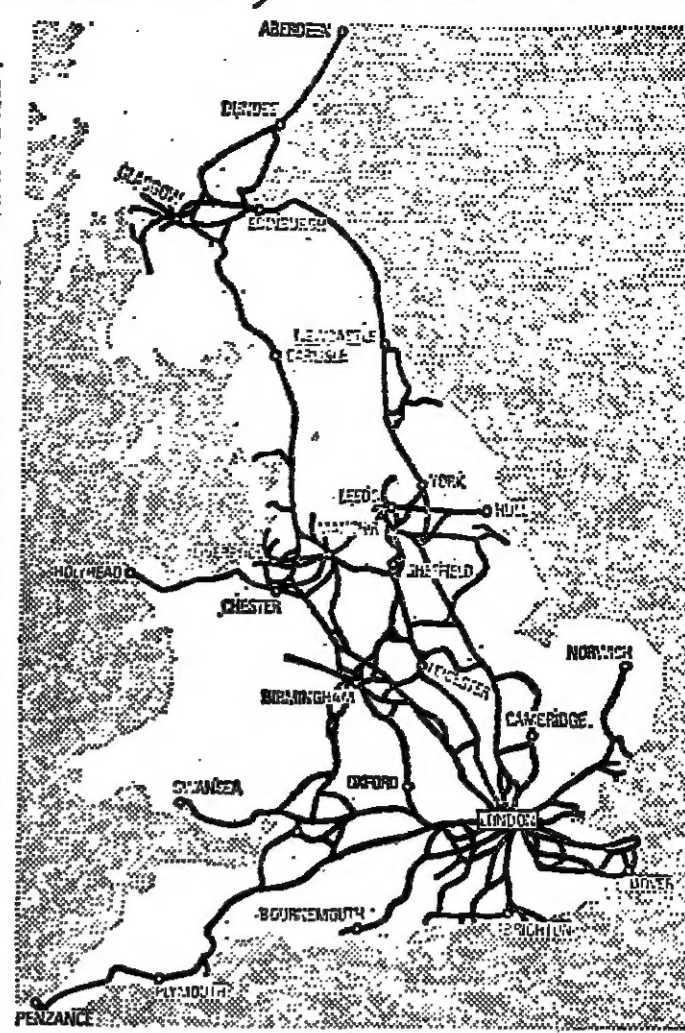 ABERDEEN
DUNDEE
GLASGOW
EDINBURGH
NEWCASTLE
CARLISLE
YORK
LEEDS
HULL
HOLYHEAD
SHEFFIELD
CHESTER
NORWICH
LEICESTER
BIRMINGHAM
CAMBRIDGE
SWANSEA
OXFORD
LONDON
DOVER
BOURNEMOUTH
BRIGHTON
PLYMOUTH
PENZANCE